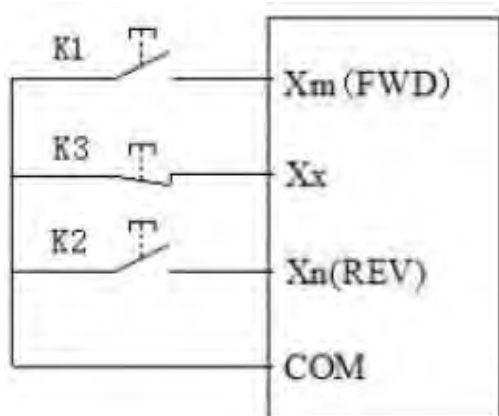 K1
Xm(FWD)
K3
Xx
K2
Xn(REV)
COM